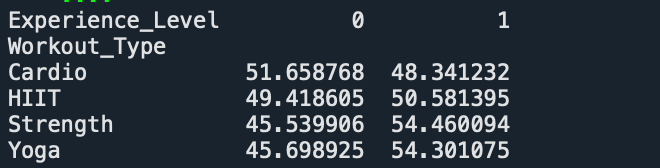 Experience_Level 0 1
Workout_Type
Cardio 51.658768 48.341232
HIIT 49.418605 50.581395
Strength 45.539906 54.460094
Yoga 45.698925 54.301075